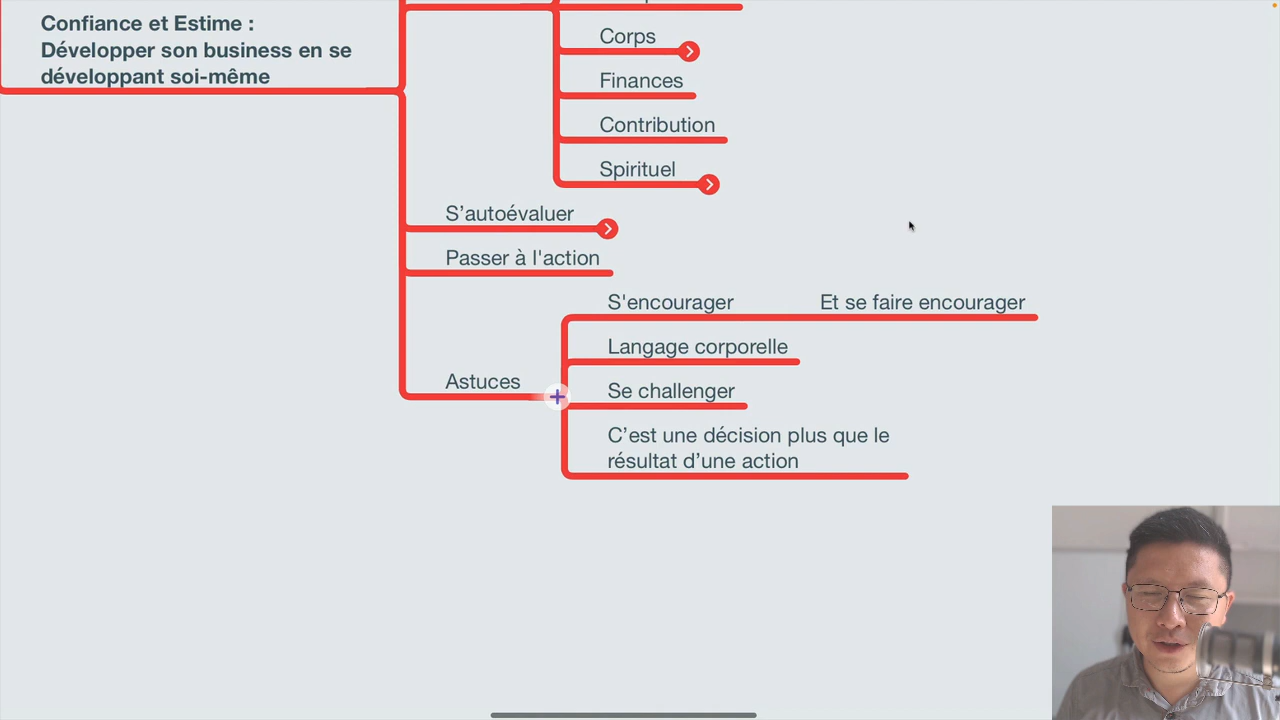 Confiance et Estime :
Développer son business en se
développant soi-même
Corps
Finances
Contribution
Spirituel
S’autoévaluer
Passer à l'action
Astuces
S'encourager
Et se faire encourager
Langage corporelle
Se challenger
C’est une décision plus que le
résultat d’une action